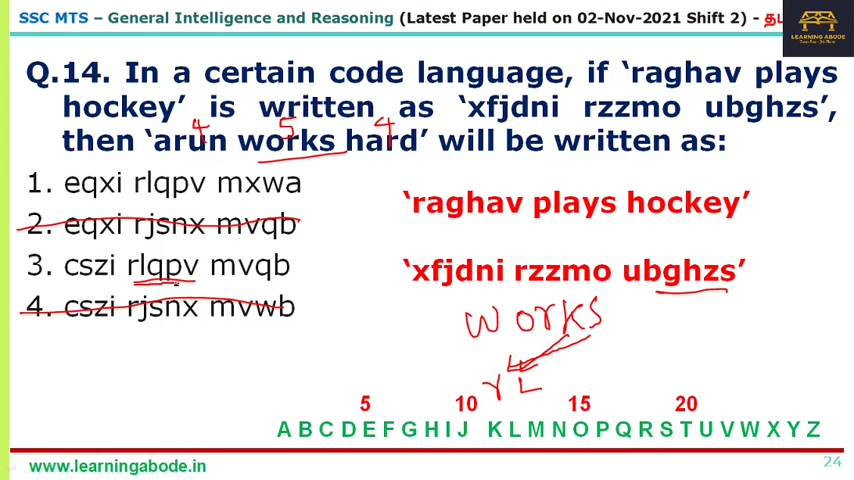 SSC MTS – General Intelligence and Reasoning (Latest Paper held on 02-Nov-2021 Shift 2) -
LEARNING ABODE
Q.14. In a certain code language, if ‘raghav plays
hockey’ is written as ‘xfjdni rzzmo ubghzs’,
4 5 4
then ‘arun works hard’ will be written as:
1. eqxi rlqpv mxwa
2. eqxi rjsnx mvqb
3. cszi rlqpv mvqb
4. cszi rjsnx mvwb
‘raghav plays hockey’
‘xfjdni rzzmo ubghzs’
works
r L
5 10 15 20
A B C D E F G H I J K L M N O P Q R S T U V W X Y Z
www.learningabode.in
24